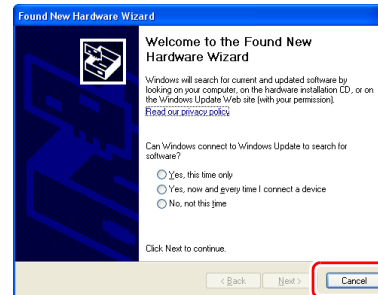 Found New Hardware Wizard
Welcome to the Found New
Hardware Wizard
Windows will search for current and updated software by
looking on your computer, on the hardware installation CD, or on
the Windows Update Web site (with your permission).
Read our privacy policy
Can Windows connect to Windows Update to search for
software?
Yes, this time only
Yes, now and every time I connect a device
No, not this time
Click Next to continue.
< Back
Next >
Cancel